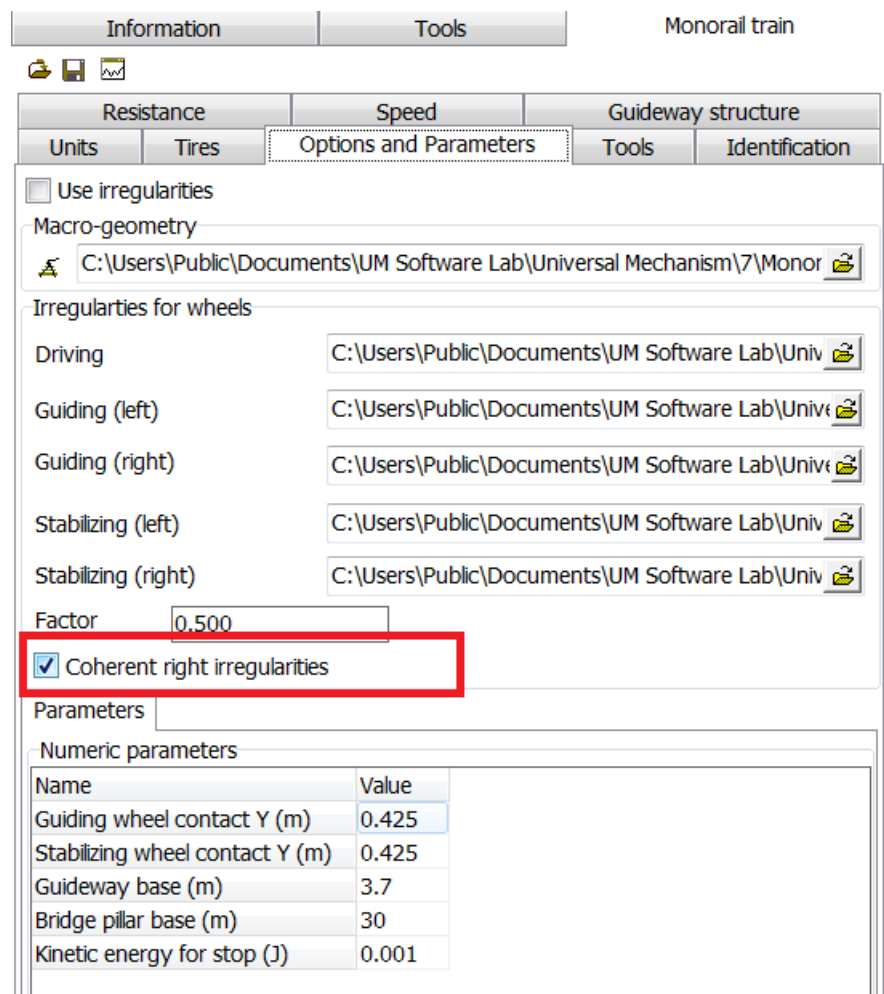 Information Tools Monorail train
Resistance Speed Guideway structure
Units Tires Options and Parameters Tools Identification
Use irregularities
Macro-geometry
C:\Users\Public\Documents\UM Software Lab\Universal Mechanism\7\Monor
Irregularties for wheels
Driving C:\Users\Public\Documents\UM Software Lab\Univ
Guiding (left) C:\Users\Public\Documents\UM Software Lab\Unive
Guiding (right) C:\Users\Public\Documents\UM Software Lab\Unive
Stabilizing (left) C:\Users\Public\Documents\UM Software Lab\Univ
Stabilizing (right) C:\Users\Public\Documents\UM Software Lab\Univ
Factor 0.500
Coherent right irregularities
Parameters
Numeric parameters
Name Value
Guiding wheel contact Y (m) 0.425
Stabilizing wheel contact Y (m) 0.425
Guideway base (m) 3.7
Bridge pillar base (m) 30
Kinetic energy for stop (J) 0.001